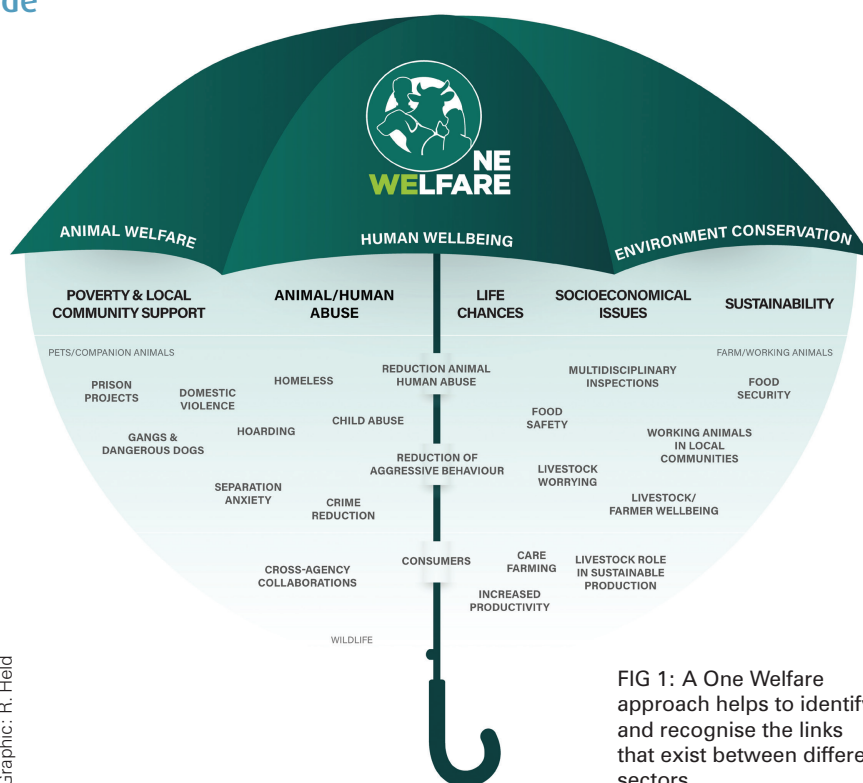 de
NE
WELFARE
ANIMAL WELFARE
HUMAN WELLBEING
ENVIRONMENT CONSERVATION
POVERTY & LOCAL
COMMUNITY SUPPORT
ANIMAL/HUMAN
ABUSE
LIFE
CHANCES
SOCIOECONOMICAL
ISSUES
SUSTAINABILITY
PETS/COMPANION ANIMALS
FARM/WORKING ANIMALS
PRISON
PROJECTS
DOMESTIC
VIOLENCE
HOMELESS
REDUCTION ANIMAL
HUMAN ABUSE
MULTIDISCIPLINARY
INSPECTIONS
FOOD
SECURITY
GANGS &
DANGEROUS DOGS
HOARDING
CHILD ABUSE
FOOD
SAFETY
WORKING ANIMALS
IN LOCAL
COMMUNITIES
REDUCTION OF
AGGRESSIVE BEHAVIOUR
LIVESTOCK
WORRYING
SEPARATION
ANXIETY
CRIME
REDUCTION
LIVESTOCK/
FARMER WELLBEING
CROSS-AGENCY
COLLABORATIONS
CONSUMERS
CARE
FARMING
LIVESTOCK ROLE
IN SUSTAINABLE
PRODUCTION
INCREASED
PRODUCTIVITY
WILDLIFE
Graphic: R. Held
FIG 1: A One Welfare
approach helps to identify
and recognise the links
that exist between differe
sectors